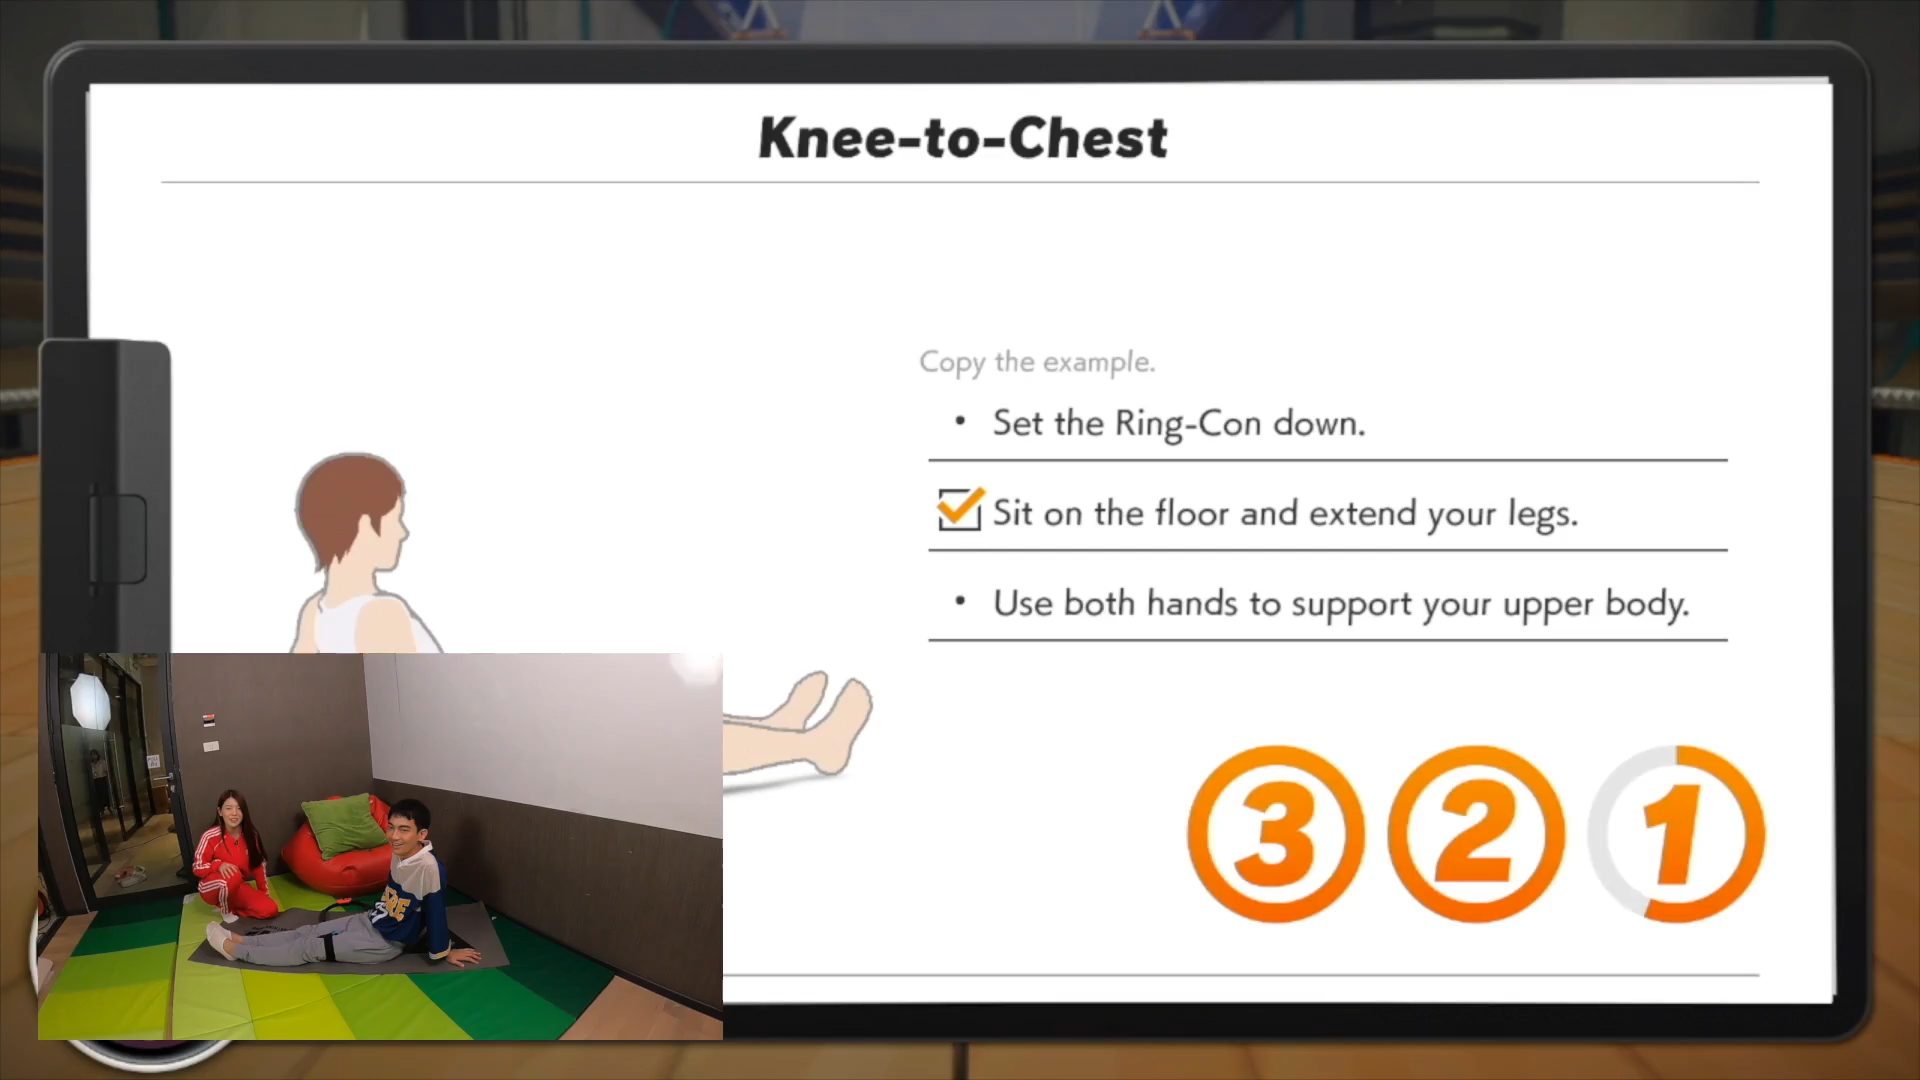 Knee-to-Chest
Copy the example.
• Set the Ring-Con down.
Sit on the floor and extend your legs.
• Use both hands to support your upper body.
3 2 1